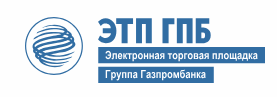 ЭТП ГПБ
Электронная торговая площадка
Группа Газпромбанка